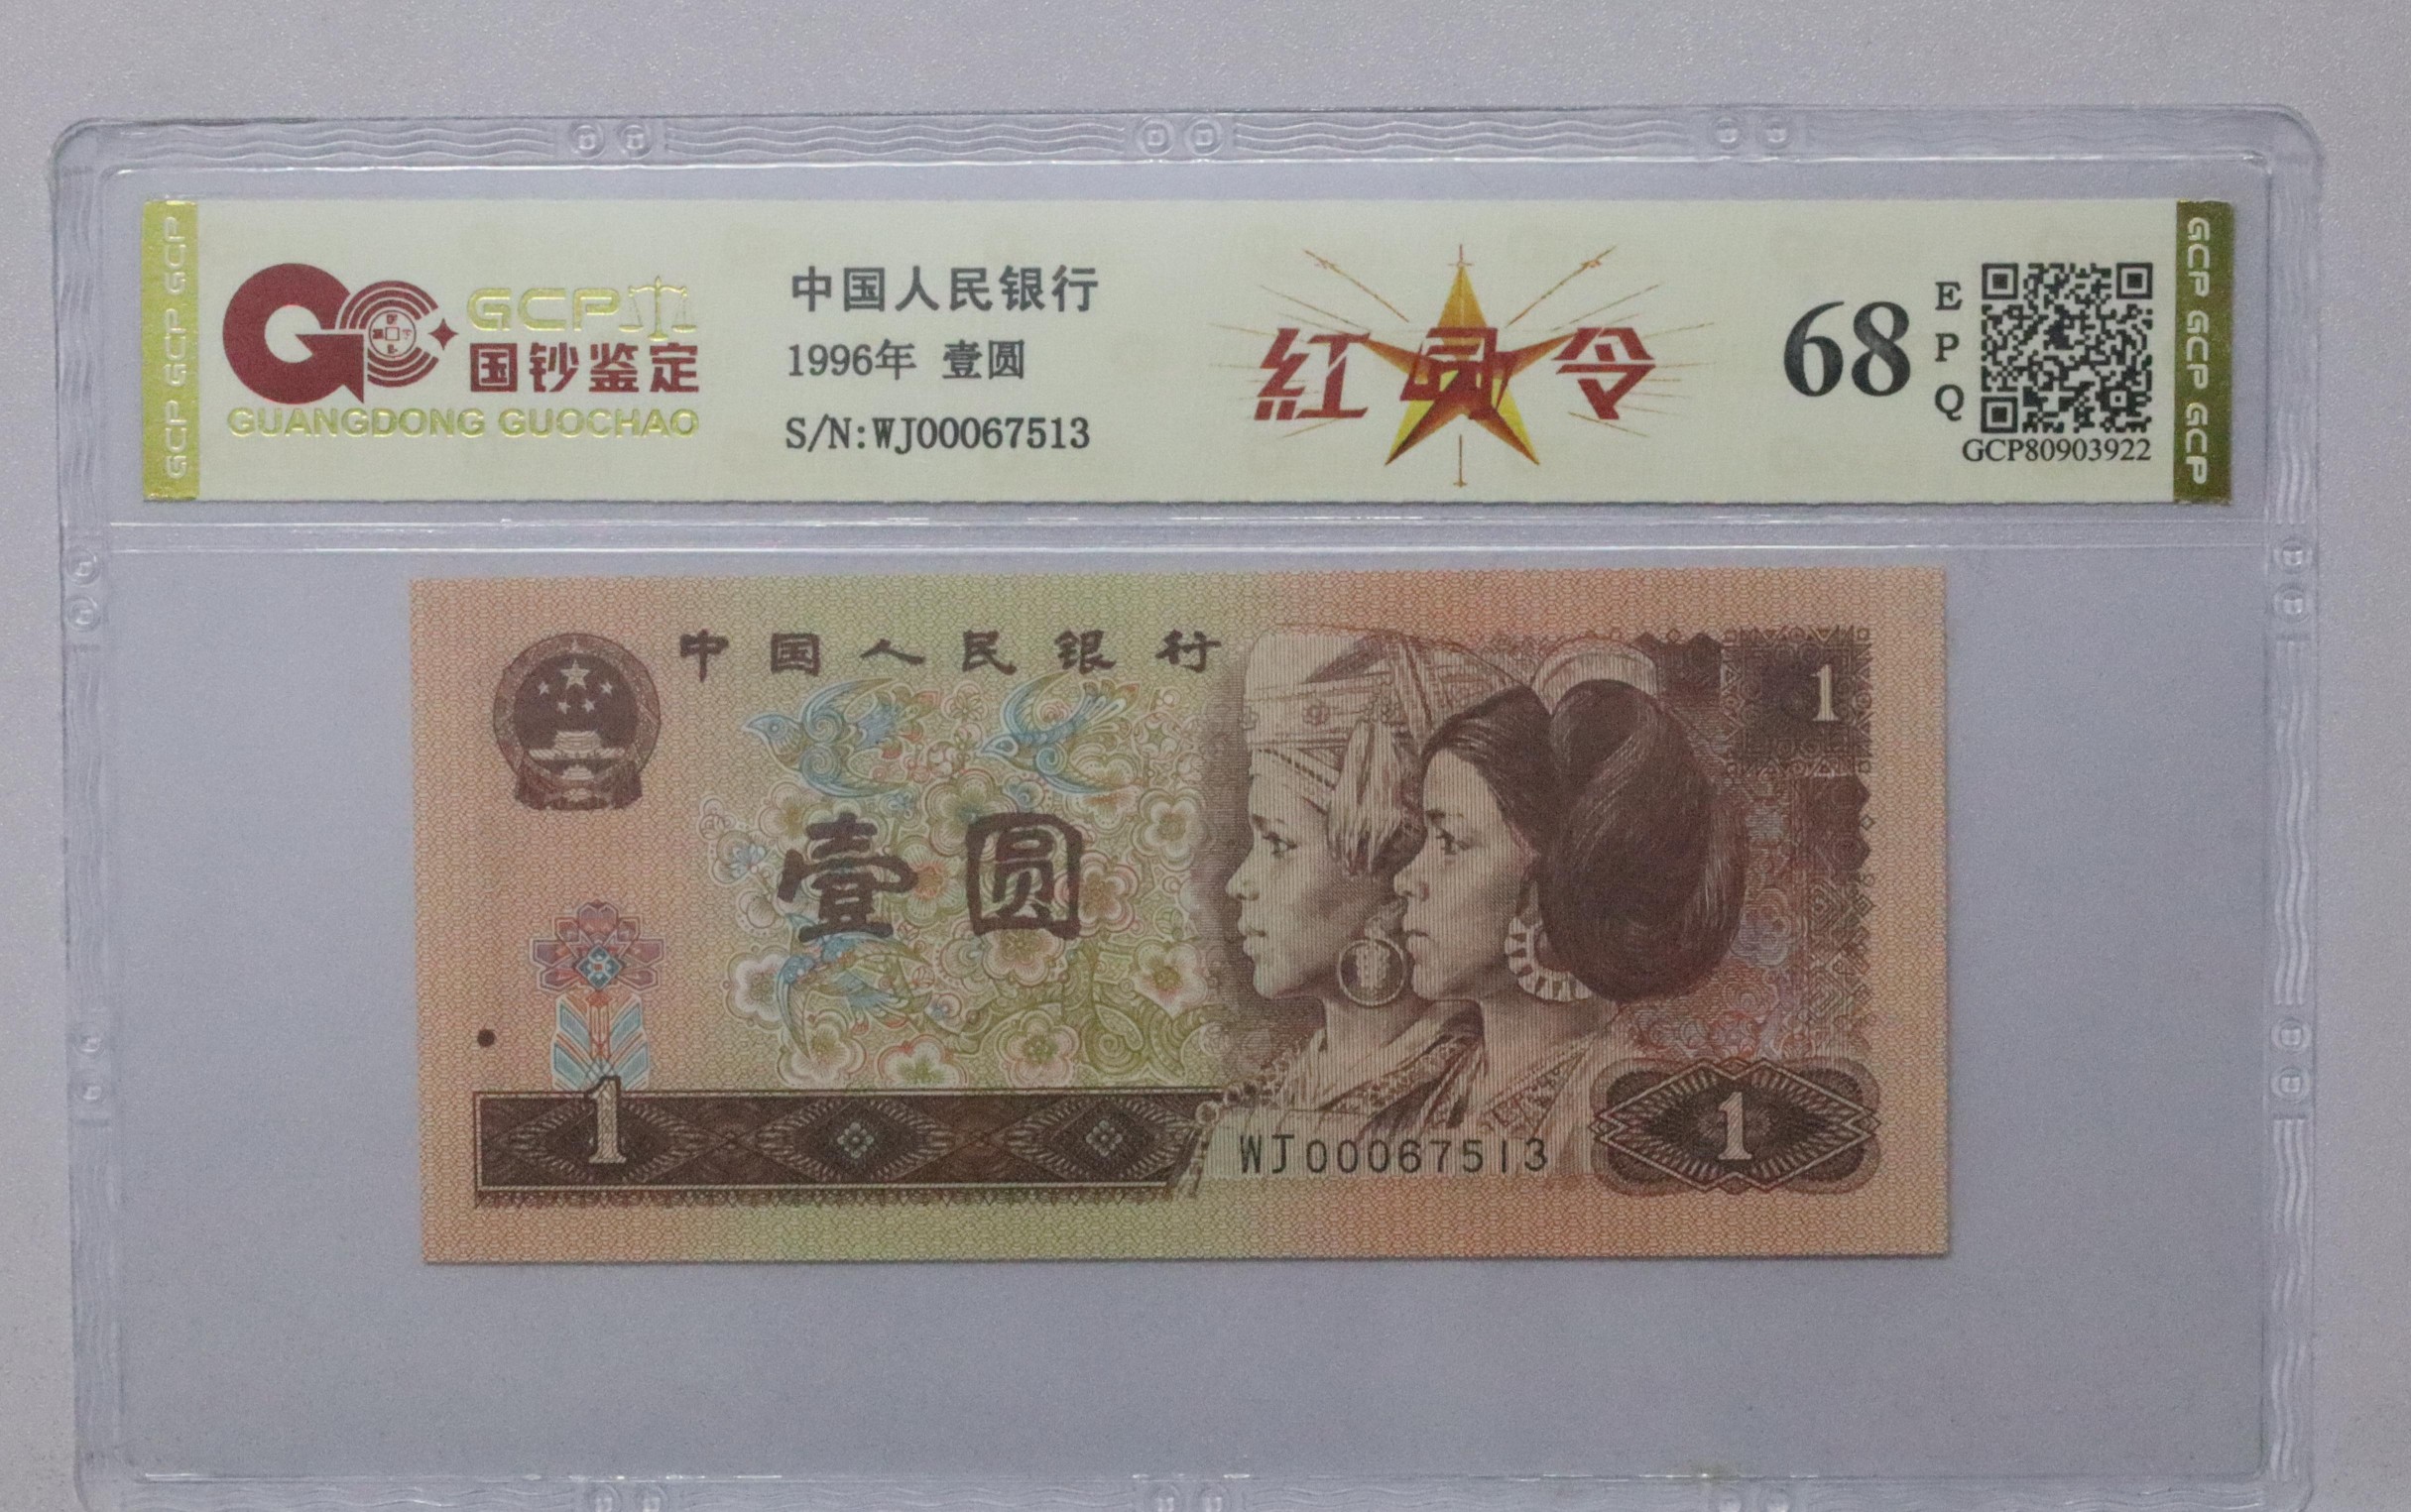 GCP GCP GCP
GCP
国钞鉴定
GUANGDONG GUOCHAO
中国人民银行
1996年 壹圆
S/N:WJ00067513
68
EPQ
GCP80903922
GCP GCP GCP
中国人民银行
1
壹圆
1
WJ00067513
1